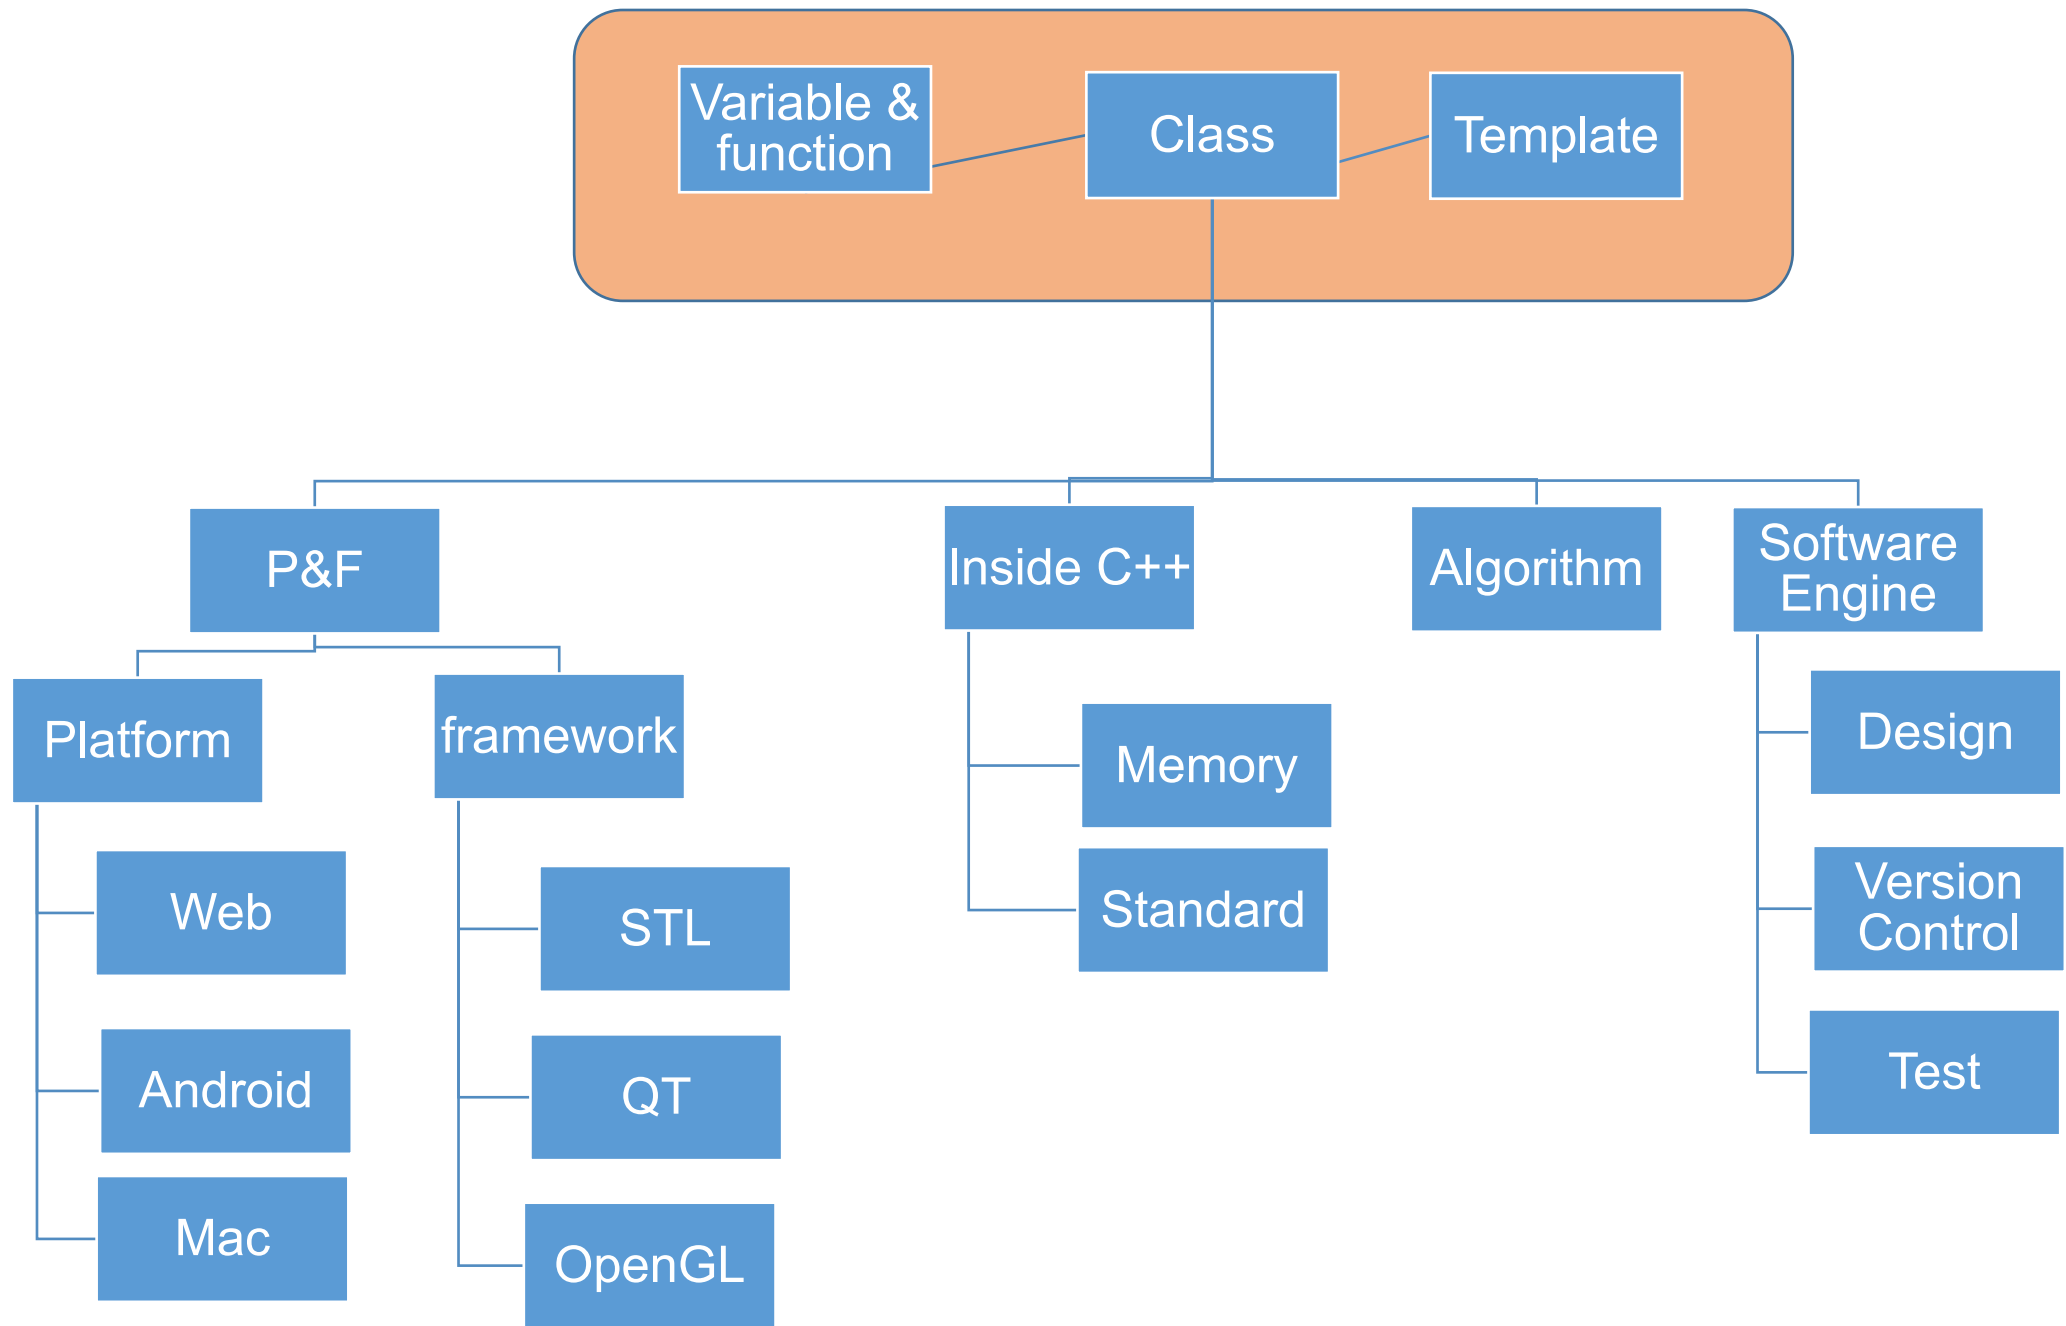 Variable &
function
Class
Template
P&F
Inside C++
Algorithm
Software
Engine
Platform
framework
Memory
Design
Web
STL
Standard
Version
Control
Android
QT
Test
Mac
OpenGL